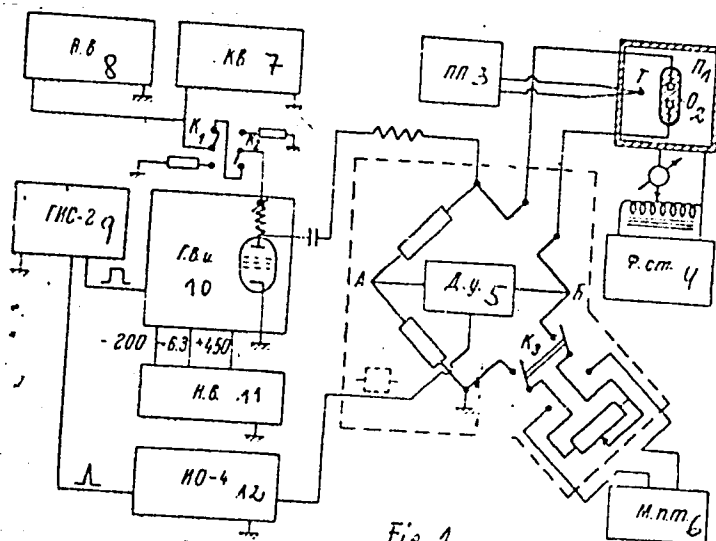 А.В 8
КВ 7
ПП 3
Т
П1
О2
К1
К2
ГИС-2 9
Г.В.и 10
А
Д.у. 5
Б
Ф.ст. 4
К3
-200 -6.3 +450
Н.В. 11
ИО-4 12
М.п.т. 6
Fig 1